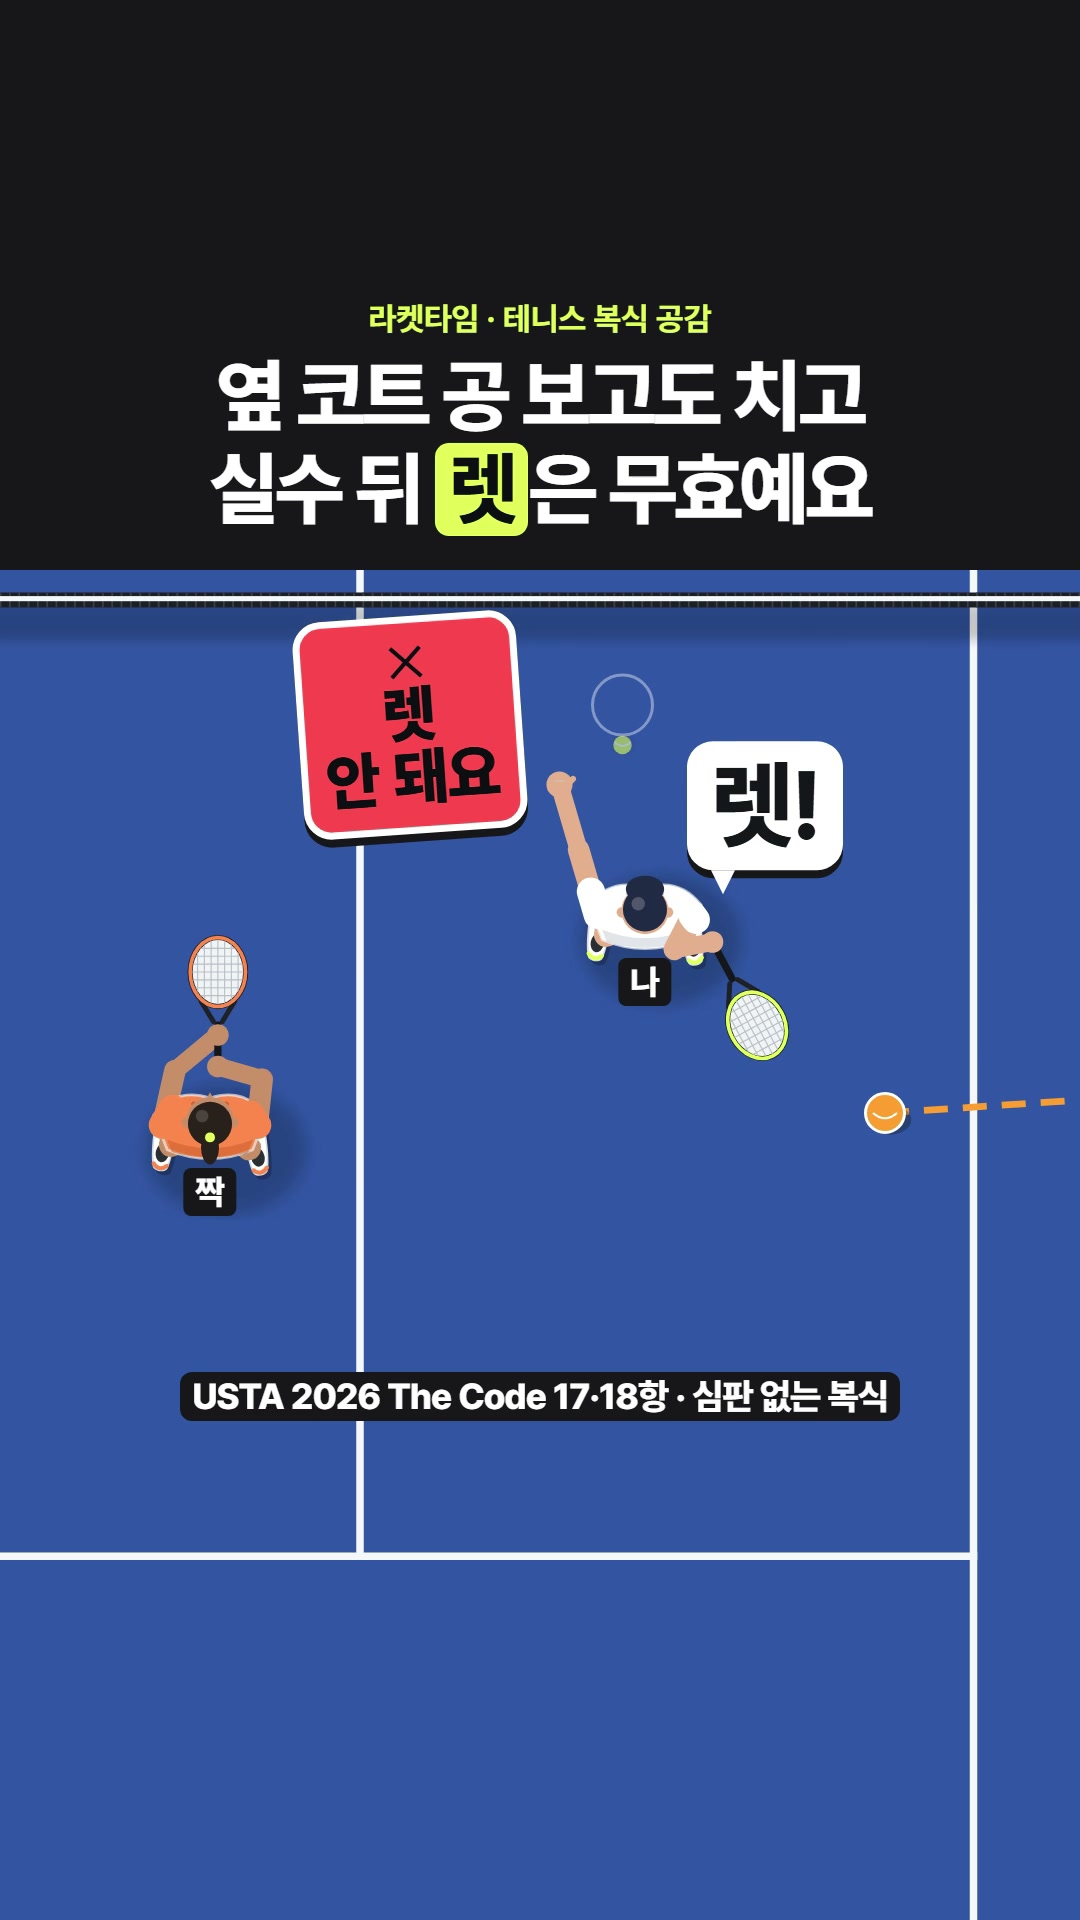 라켓타임 · 테니스 복식 공감
옆 코트 공 보고도 치고
실수 뒤 렛은 무효예요
렛
안 돼요
렛!
나
짝
USTA 2026 The Code 17·18항 · 심판 없는 복식